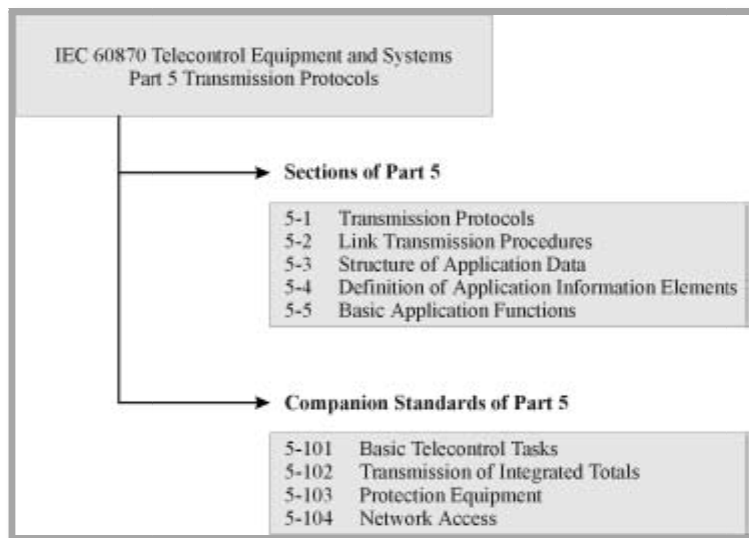 IEC 60870 Telecontrol Equipment and Systems
Part 5 Transmission Protocols
Sections of Part 5
5-1 Transmission Protocols
5-2 Link Transmission Procedures
5-3 Structure of Application Data
5-4 Definition of Application Information Elements
5-5 Basic Application Functions
Companion Standards of Part 5
5-101 Basic Telecontrol Tasks
5-102 Transmission of Integrated Totals
5-103 Protection Equipment
5-104 Network Access